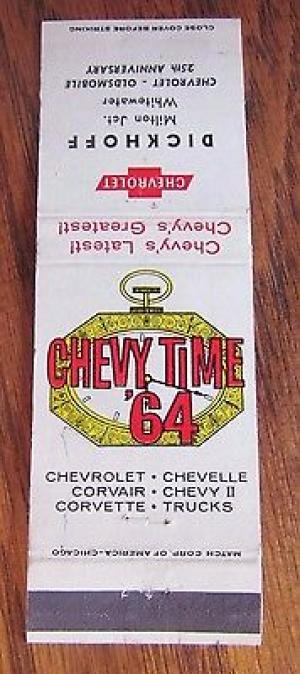 CLOSE COVER BEFORE STRIKING
DICKHOFF
Milton Jct.
Whitewater
CHEVROLET - OLDSMOBILE
25th ANNIVERSARY
CHEVROLET
Chevy's Latest!
Chevy's Greatest!
CHEVY TIME
'64
CHEVROLET • CHEVELLE
CORVAIR • CHEVY II
CORVETTE • TRUCKS
MATCH CORP. OF AMERICA-CHICAGO